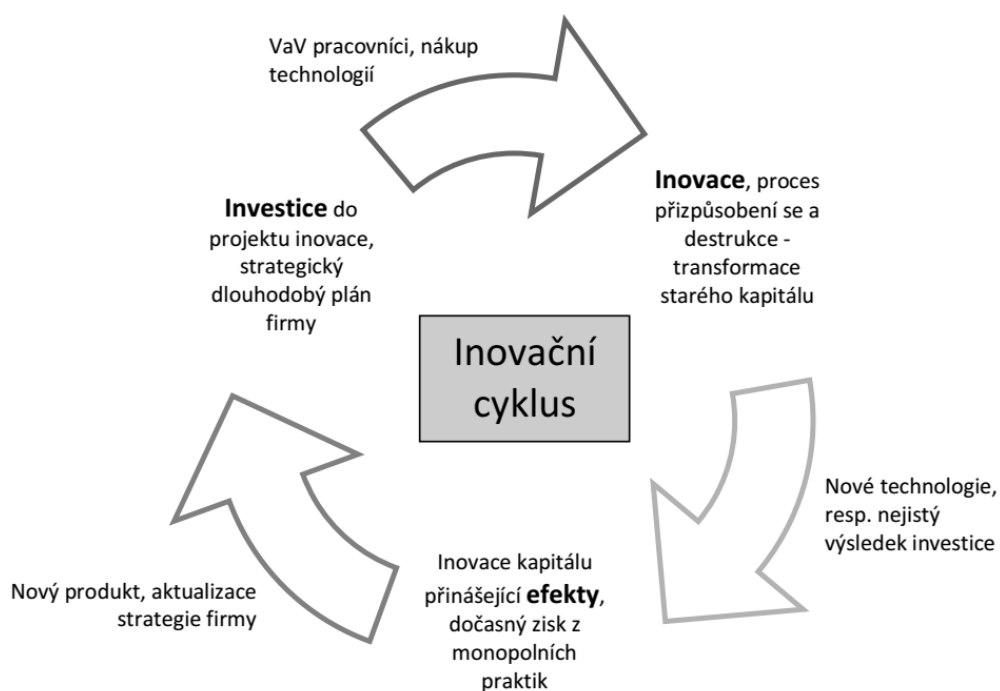 VaV pracovníci, nákup
technologií
Investice do
projektu inovace,
strategický
dlouhodobý plán
firmy
Inovace, proces
přizpůsobení se a
destrukce -
transformace
starého kapitálu
Inovační
cyklus
Nové technologie,
resp. nejistý
výsledek investice
Inovace kapitálu
přinášející efekty,
dočasný zisk z
monopolních
praktik
Nový produkt, aktualizace
strategie firmy